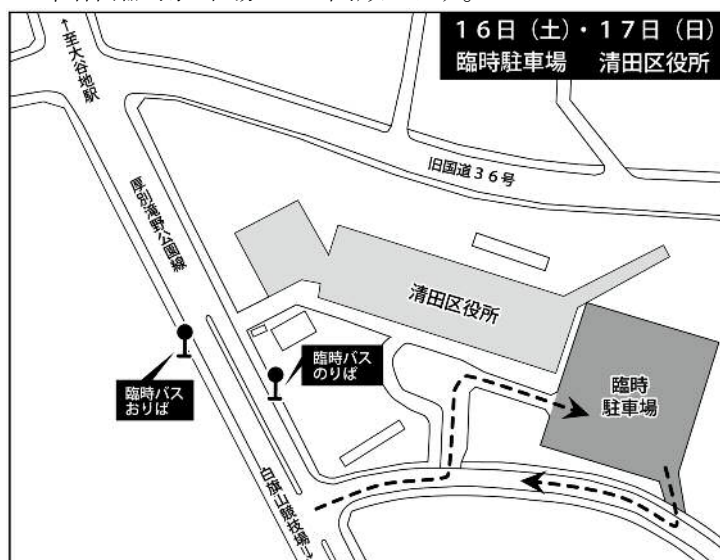 １６日（土）・１７日（日）
臨時駐車場　清田区役所
↑至大谷地駅
旧国道３６号
厚別滝野公園線
清田区役所
臨時バス
のりば
臨時バス
おりば
臨時
駐車場
白旗山競技場↓